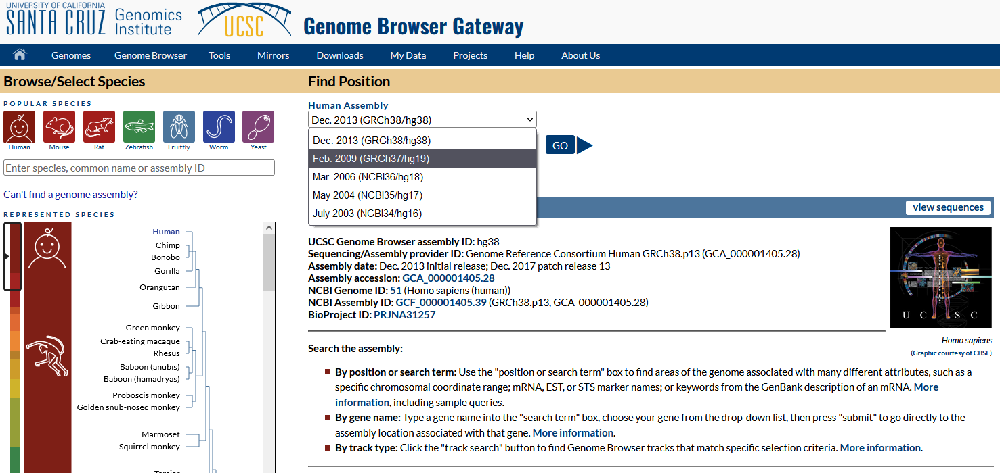 UNIVERSITY OF CALIFORNIA
SANTA CRUZ
Genomics
Institute
UCSC
Genome Browser Gateway
Genomes Genome Browser Tools Mirrors Downloads My Data Projects Help About Us
Browse/Select Species
POPULAR SPECIES
Human Mouse Rat Zebrafish Fruitfly Worm Yeast
Enter species, common name or assembly ID
Can't find a genome assembly?
REPRESENTED SPECIES
Human
Chimp
Bonobo
Gorilla
Orangutan
Gibbon
Green monkey
Crab-eating macaque
Rhesus
Baboon (anubis)
Baboon (hamadryas)
Proboscis monkey
Golden snub-nosed monkey
Marmoset
Squirrel monkey
Find Position
Human Assembly
Dec. 2013 (GRCh38/hg38)
Dec. 2013 (GRCh38/hg38)
Feb. 2009 (GRCh37/hg19)
Mar. 2006 (NCBI36/hg18)
May 2004 (NCBI35/hg17)
July 2003 (NCBI34/hg16)
GO
view sequences
UCSC Genome Browser assembly ID: hg38
Sequencing/Assembly provider ID: Genome Reference Consortium Human GRCh38.p13 (GCA_000001405.28)
Assembly date: Dec. 2013 initial release; Dec. 2017 patch release 13
Assembly accession: GCA_000001405.28
NCBI Genome ID: 51 (Homo sapiens (human))
NCBI Assembly ID: GCF_000001405.39 (GRCh38.p13, GCA_000001405.28)
BioProject ID: PRJNA31257
U C S C
Homo sapiens
(Graphic courtesy of CBSE)
Search the assembly:
By position or search term: Use the "position or search term" box to find areas of the genome associated with many different attributes, such as a
specific chromosomal coordinate range; mRNA, EST, or STS marker names; or keywords from the GenBank description of an mRNA. More
information, including sample queries.
By gene name: Type a gene name into the "search term" box, choose your gene from the drop-down list, then press "submit" to go directly to the
assembly location associated with that gene. More information.
By track type: Click the "track search" button to find Genome Browser tracks that match specific selection criteria. More information.